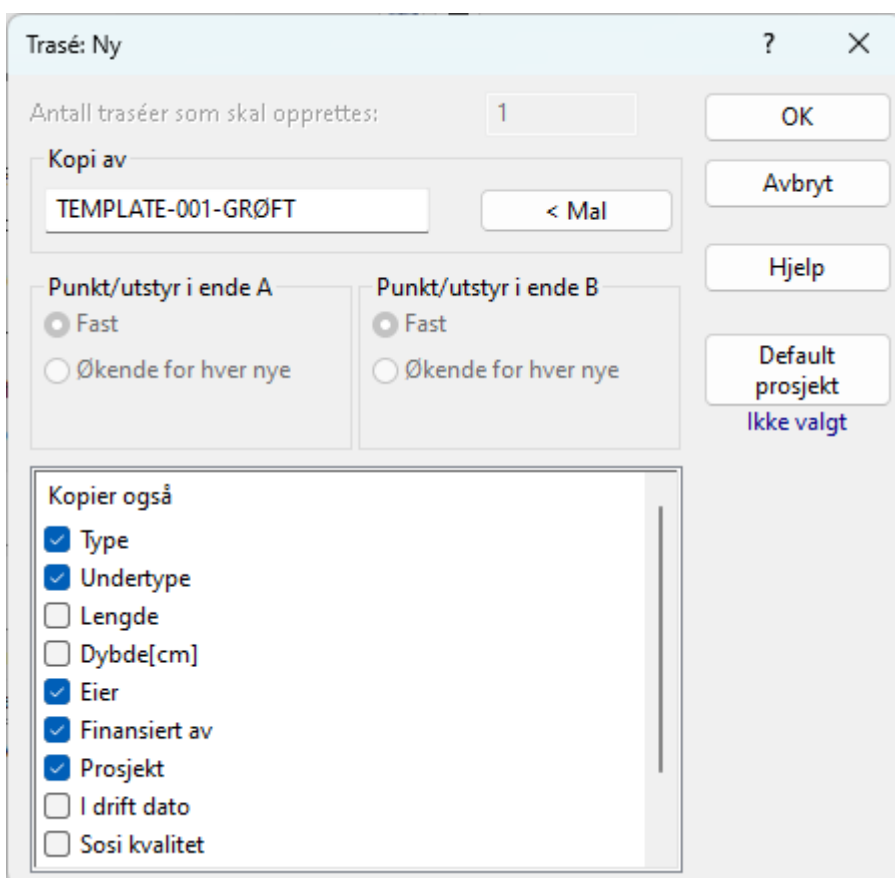 Trasé: Ny
Antall traséer som skal opprettes:
1
OK
Kopi av
TEMPLATE-001-GRØFT
< Mal
Avbryt
Hjelp
Punkt/utstyr i ende A
Fast
Økende for hver nye
Punkt/utstyr i ende B
Fast
Økende for hver nye
Default
prosjekt
Ikke valgt
Kopier også
Type
Undertype
Lengde
Dybde[cm]
Eier
Finansiert av
Prosjekt
I drift dato
Sosi kvalitet